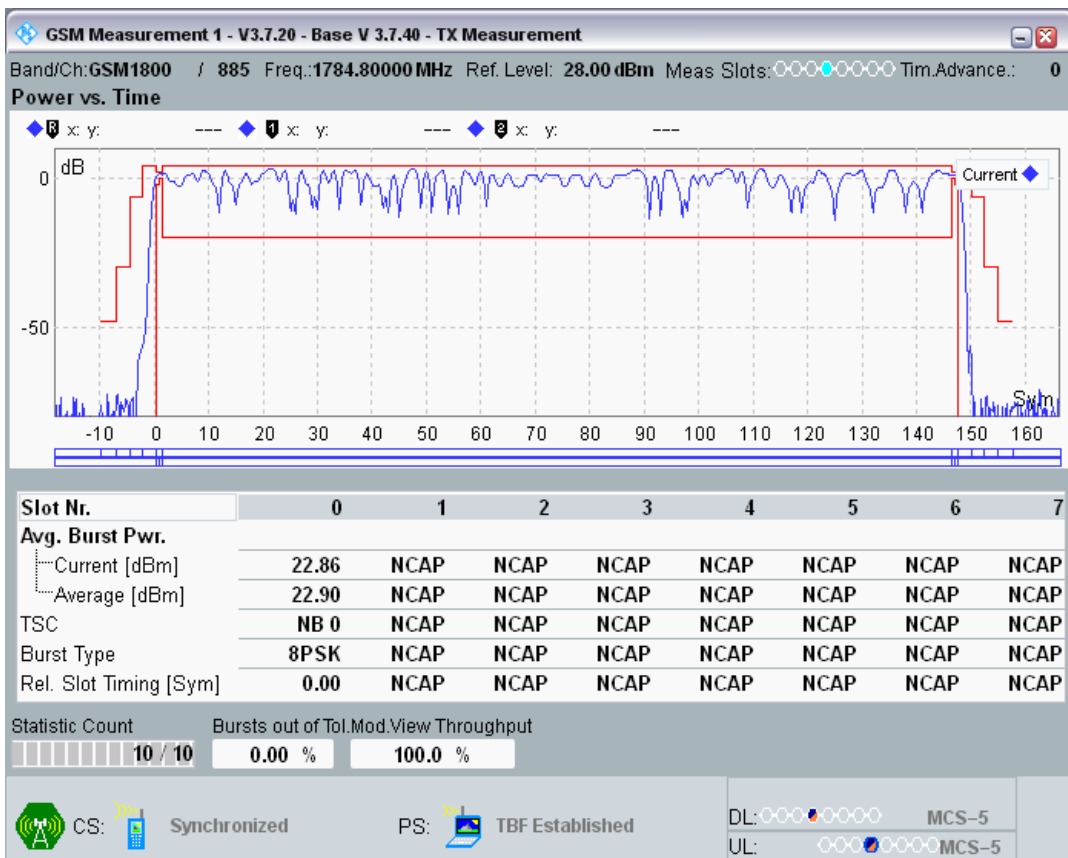 GSM Measurement 1 - V3.7.20 - Base V 3.7.40 - TX Measurement
Band/Ch:GSM1800 / 885 Freq.:1784.80000 MHz Ref. Level: 28.00 dBm Meas Slots: Tim.Advance.: 0
Power vs. Time
R x: y: --- 1 x: y: --- 2 x: y: ---
dB
Current
0
-50
Sym
-10 0 10 20 30 40 50 60 70 80 90 100 110 120 130 140 150 160
Slot Nr. 0 1 2 3 4 5 6 7
Avg. Burst Pwr.
Current [dBm] 22.86 NCAP NCAP NCAP NCAP NCAP NCAP NCAP
Average [dBm] 22.90 NCAP NCAP NCAP NCAP NCAP NCAP NCAP
TSC NB 0 NCAP NCAP NCAP NCAP NCAP NCAP NCAP
Burst Type 8PSK NCAP NCAP NCAP NCAP NCAP NCAP NCAP
Rel. Slot Timing [Sym] 0.00 NCAP NCAP NCAP NCAP NCAP NCAP NCAP
Statistic Count Bursts out of Tol.Mod.View Throughput
10 / 10 0.00 % 100.0 %
CS: Synchronized PS: TBF Established
DL: MCS-5
UL: MCS-5